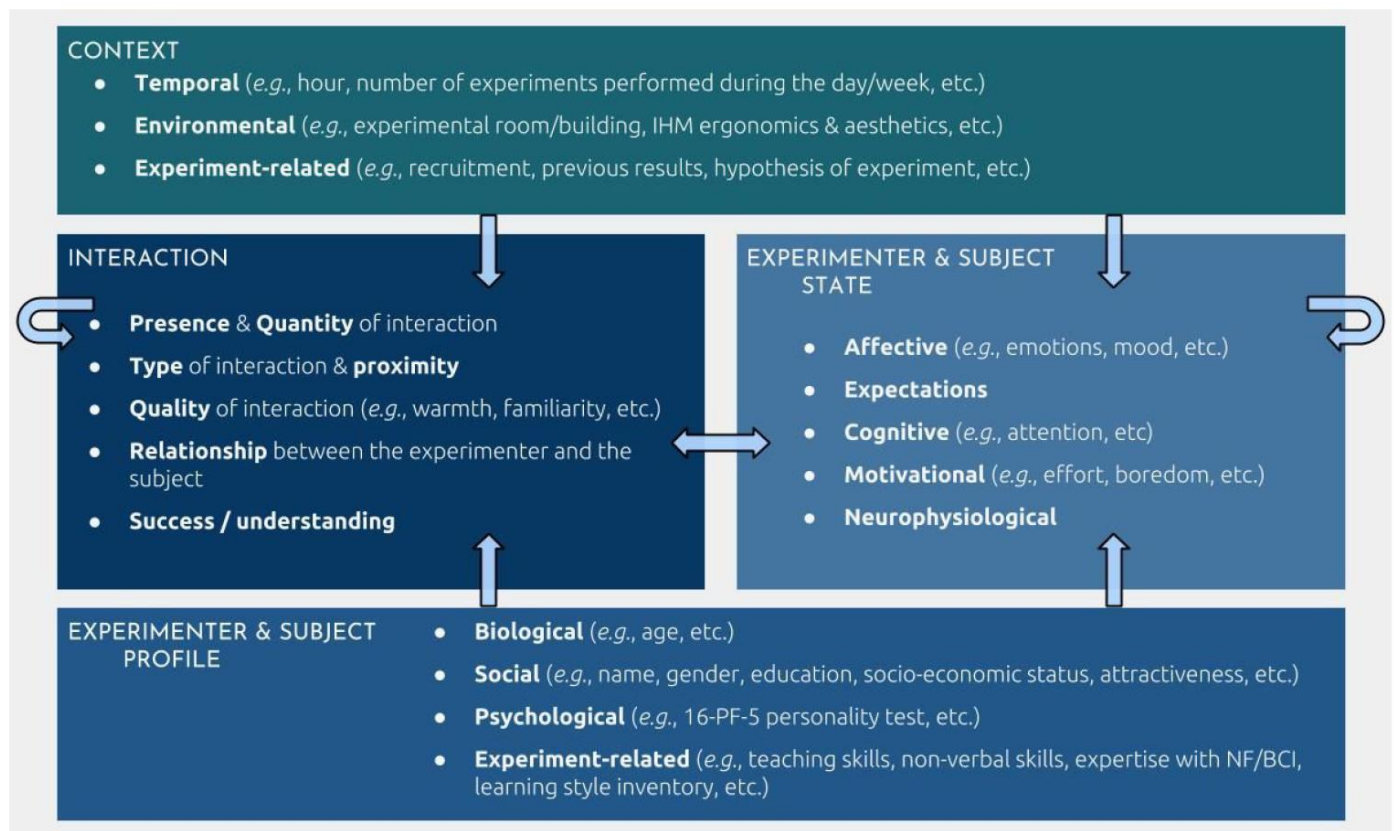 CONTEXT
● Temporal (e.g., hour, number of experiments performed during the day/week, etc.)
● Environmental (e.g., experimental room/building, IHM ergonomics & aesthetics, etc.)
● Experiment-related (e.g., recruitment, previous results, hypothesis of experiment, etc.)
INTERACTION
● Presence & Quantity of interaction
● Type of interaction & proximity
● Quality of interaction (e.g., warmth, familiarity, etc.)
● Relationship between the experimenter and the
subject
● Success / understanding
EXPERIMENTER & SUBJECT
STATE
● Affective (e.g., emotions, mood, etc.)
● Expectations
● Cognitive (e.g., attention, etc)
● Motivational (e.g., effort, boredom, etc.)
● Neurophysiological
EXPERIMENTER & SUBJECT
PROFILE
● Biological (e.g., age, etc.)
● Social (e.g., name, gender, education, socio-economic status, attractiveness, etc.)
● Psychological (e.g., 16-PF-5 personality test, etc.)
● Experiment-related (e.g., teaching skills, non-verbal skills, expertise with NF/BCI,
learning style inventory, etc.)